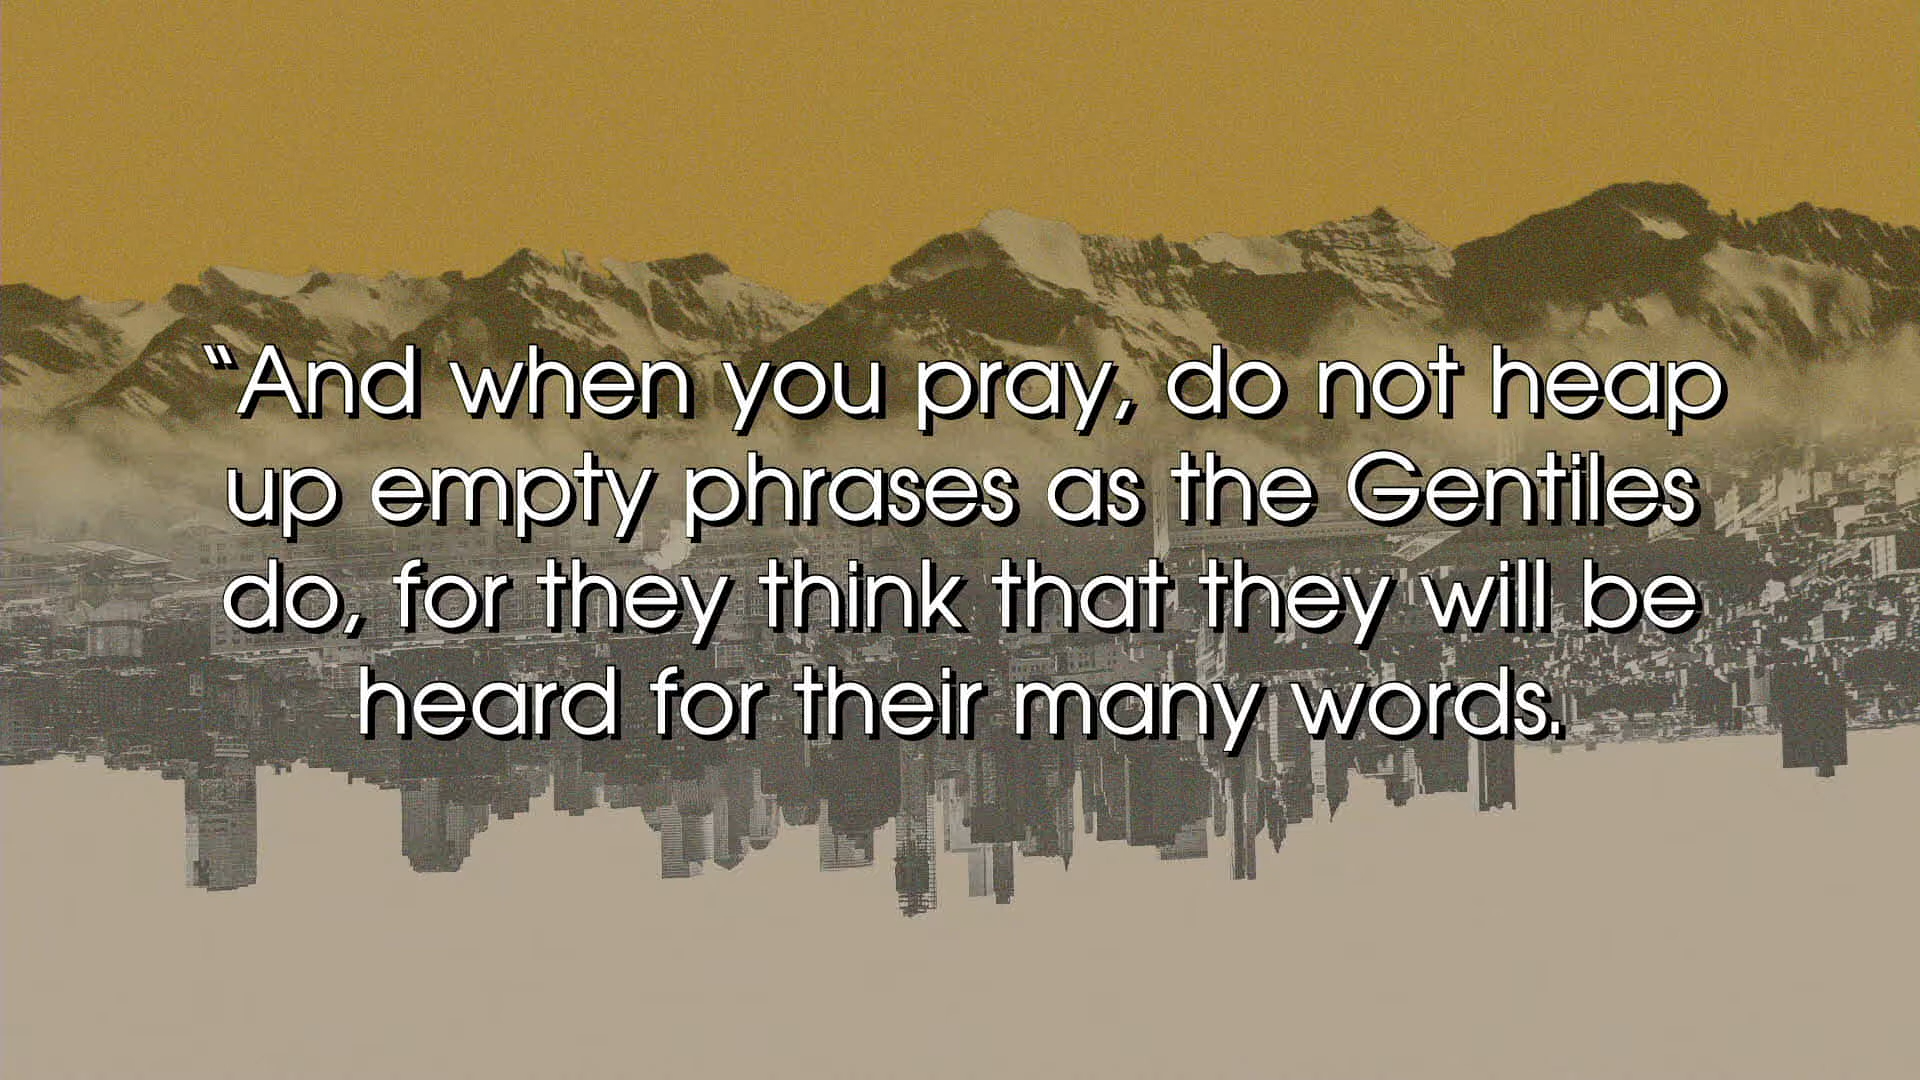 “And when you pray, do not heap
up empty phrases as the Gentiles
do, for they think that they will be
heard for their many words.